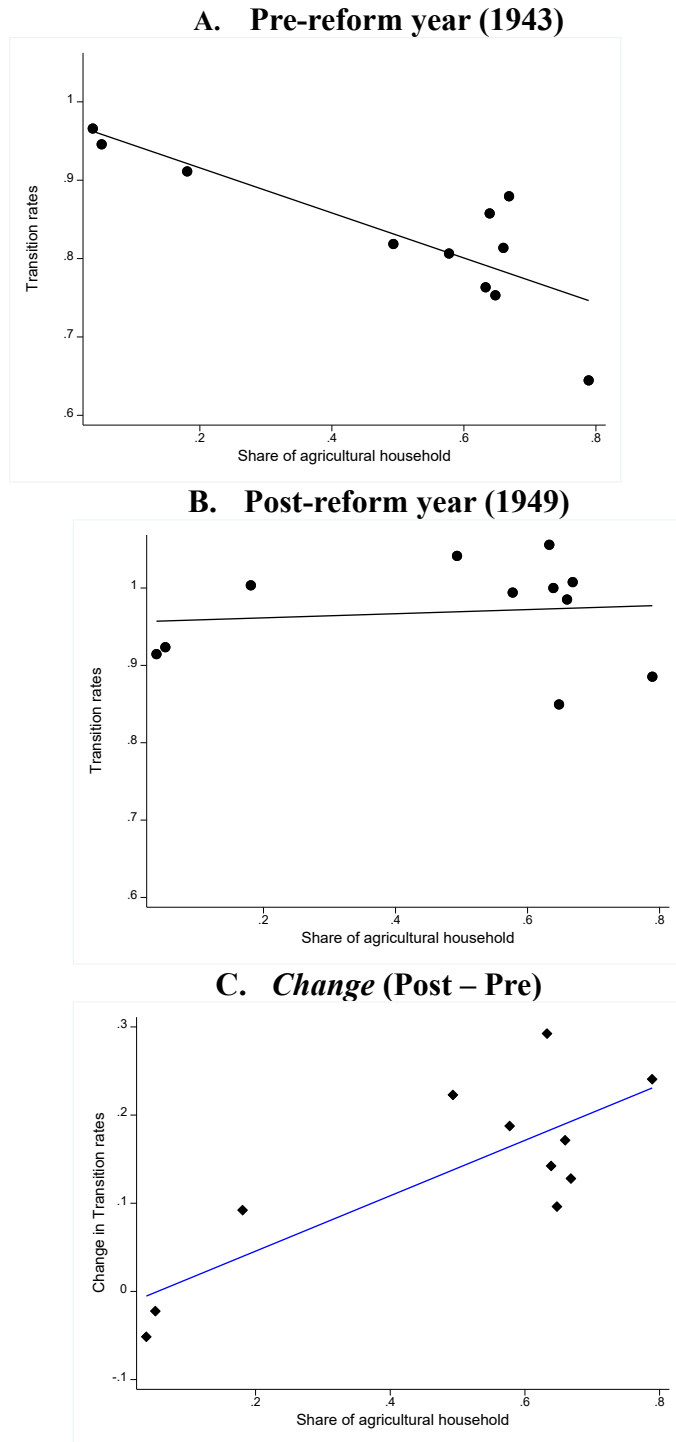 A. Pre-reform year (1943)
1
.9
.8
.7
.6
Transition rates
.2 .4 .6 .8
Share of agricultural household
B. Post-reform year (1949)
1
.9
.8
.7
.6
Transition rates
.2 .4 .6 .8
Share of agricultural household
C. Change (Post – Pre)
.3
.2
.1
0
-.1
Change in Transition rates
.2 .4 .6 .8
Share of agricultural household